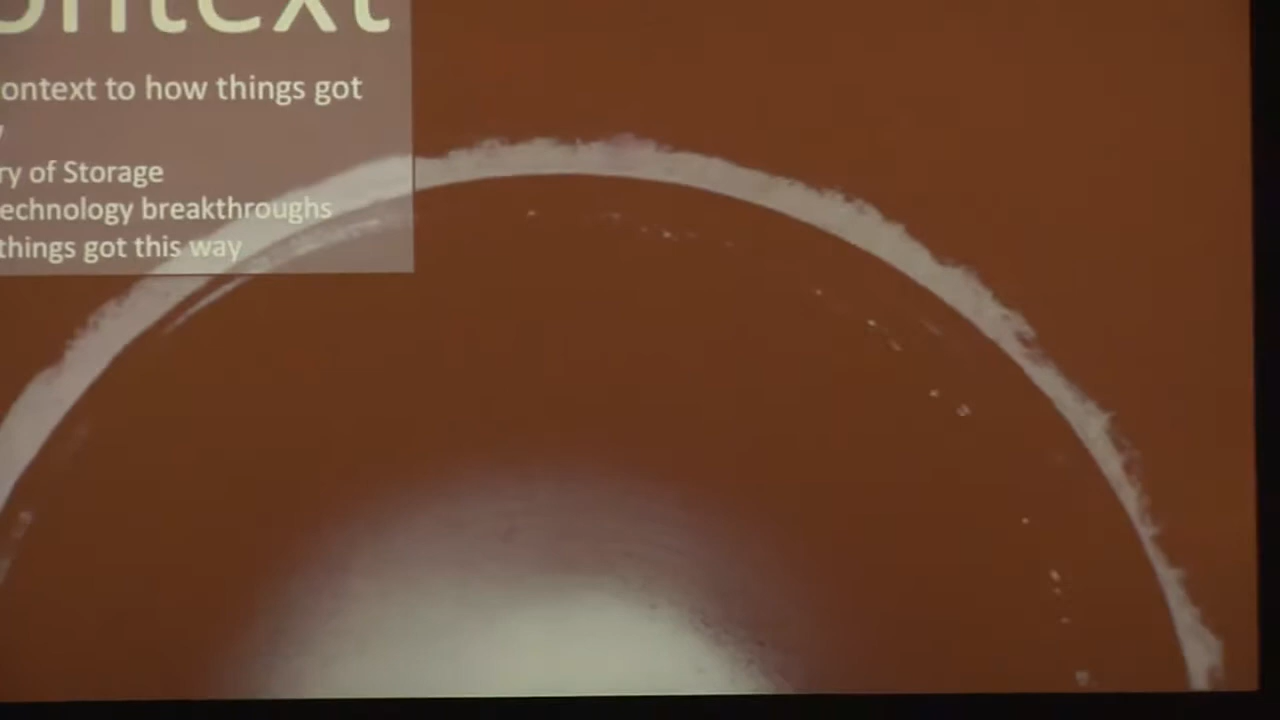 ontext
ontext to how things got
y
ry of Storage
echnology breakthroughs
things got this way